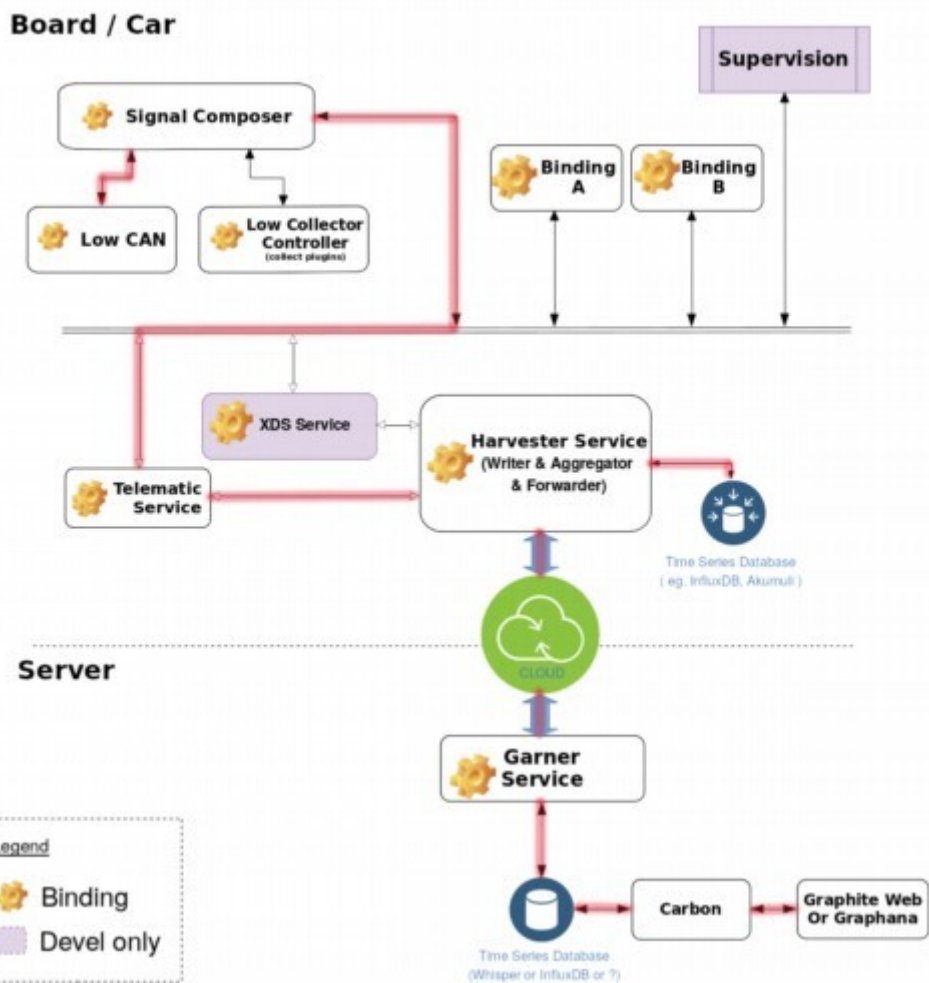 Board / Car
Supervision
Signal Composer
Binding
A
Binding
B
Low CAN
Low Collector
Controller
(collect plugins)
XDS Service
Harvester Service
(Writer & Aggregator
& Forwarder)
Telematic
Service
Time Series Database
( eg. InfluxDB, Akumuli )
CLOUD
Server
Garner
Service
Legend
Binding
Devel only
Carbon
Graphite Web
Or Graphana
Time Series Database
(Whisper or InfluxDB or ?)